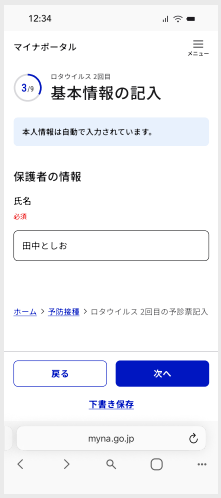 12:34
マイナポータル
メニュー
3/9
ロタウイルス 2回目
基本情報の記入
本人情報は自動で入力されています。
保護者の情報
氏名
必須
田中としお
ホーム > 予防接種 > ロタウイルス 2回目の予診票記入
戻る
次へ
下書き保存
myna.go.jp